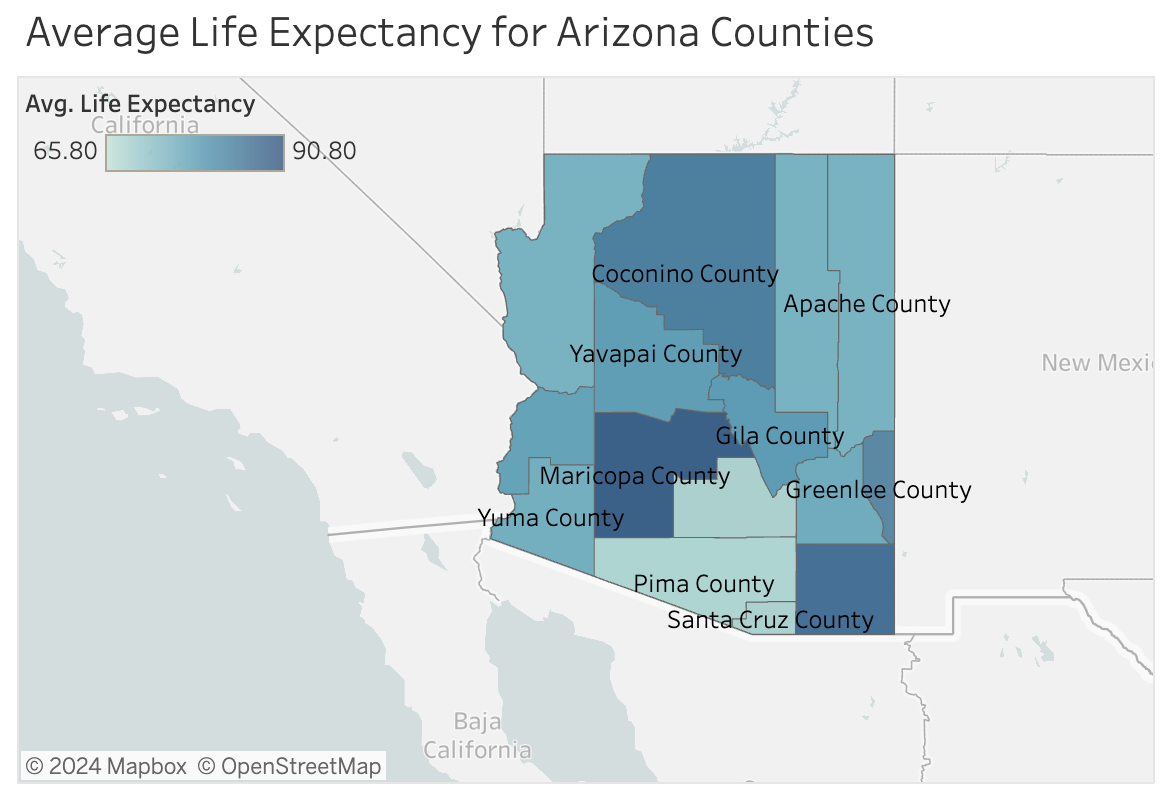 Average Life Expectancy for Arizona Counties
Avg. Life Expectancy
California
65.80 90.80
Coconino County
Apache County
Yavapai County
New Mexi
Gila County
Maricopa County
Greenlee County
Yuma County
Pima County
Santa Cruz County
Baja
California
© 2024 Mapbox © OpenStreetMap